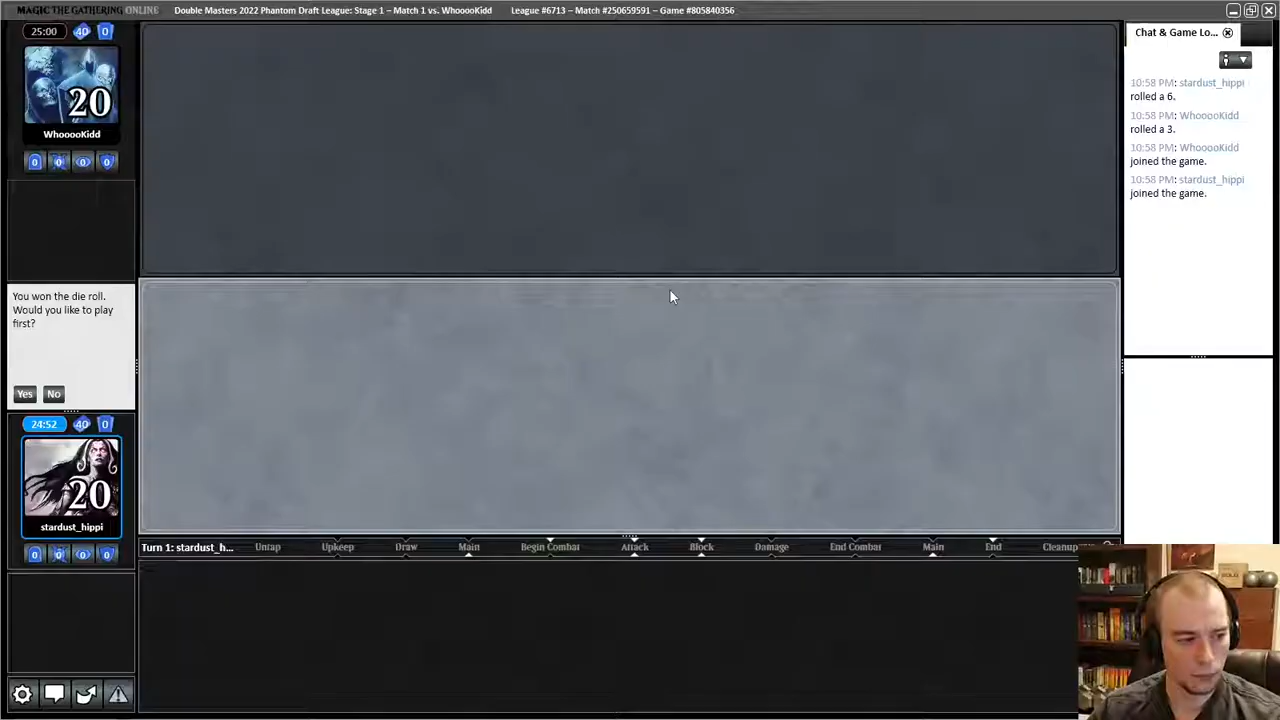 MAGIC THE GATHERING ONLINE Double Masters 2022 Phantom Draft League: Stage 1 – Match 1 vs. WhooooKidd League #6713 – Match #250659591 – Game #805840356
25:00 40 0
20
WhooooKidd
0 0 0 0
Chat & Game Lo...
10:58 PM: stardust_hippi
rolled a 6.
10:58 PM: WhooooKidd
rolled a 3.
10:58 PM: WhooooKidd
joined the game.
10:58 PM: stardust_hippi
joined the game.
You won the die roll.
Would you like to play
first?
Yes No
24:52 40 0
20
stardust_hippi
0 0 0 0
Turn 1: stardust_h... Untap Upkeep Draw Main Begin Combat Attack Block Damage End Combat Main End Cleanup